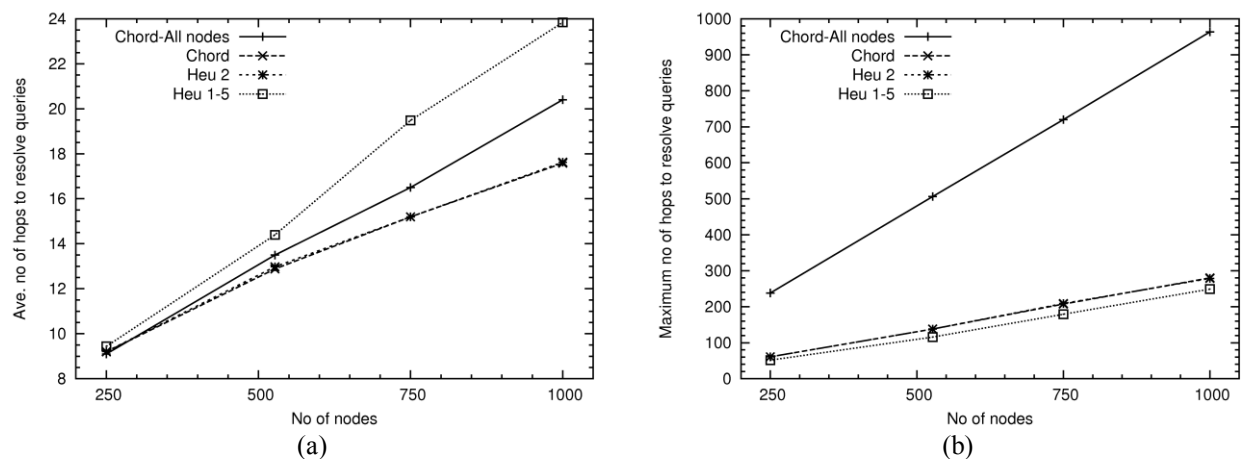 24
22
20
18
16
14
12
10
8
Ave. no of hops to resolve queries
Chord-All nodes
Chord
Heu 2
Heu 1-5
250
500
750
1000
No of nodes
(a)
1000
900
800
700
600
500
400
300
200
100
0
Maximum no of hops to resolve queries
Chord-All nodes
Chord
Heu 2
Heu 1-5
250
500
750
1000
No of nodes
(b)